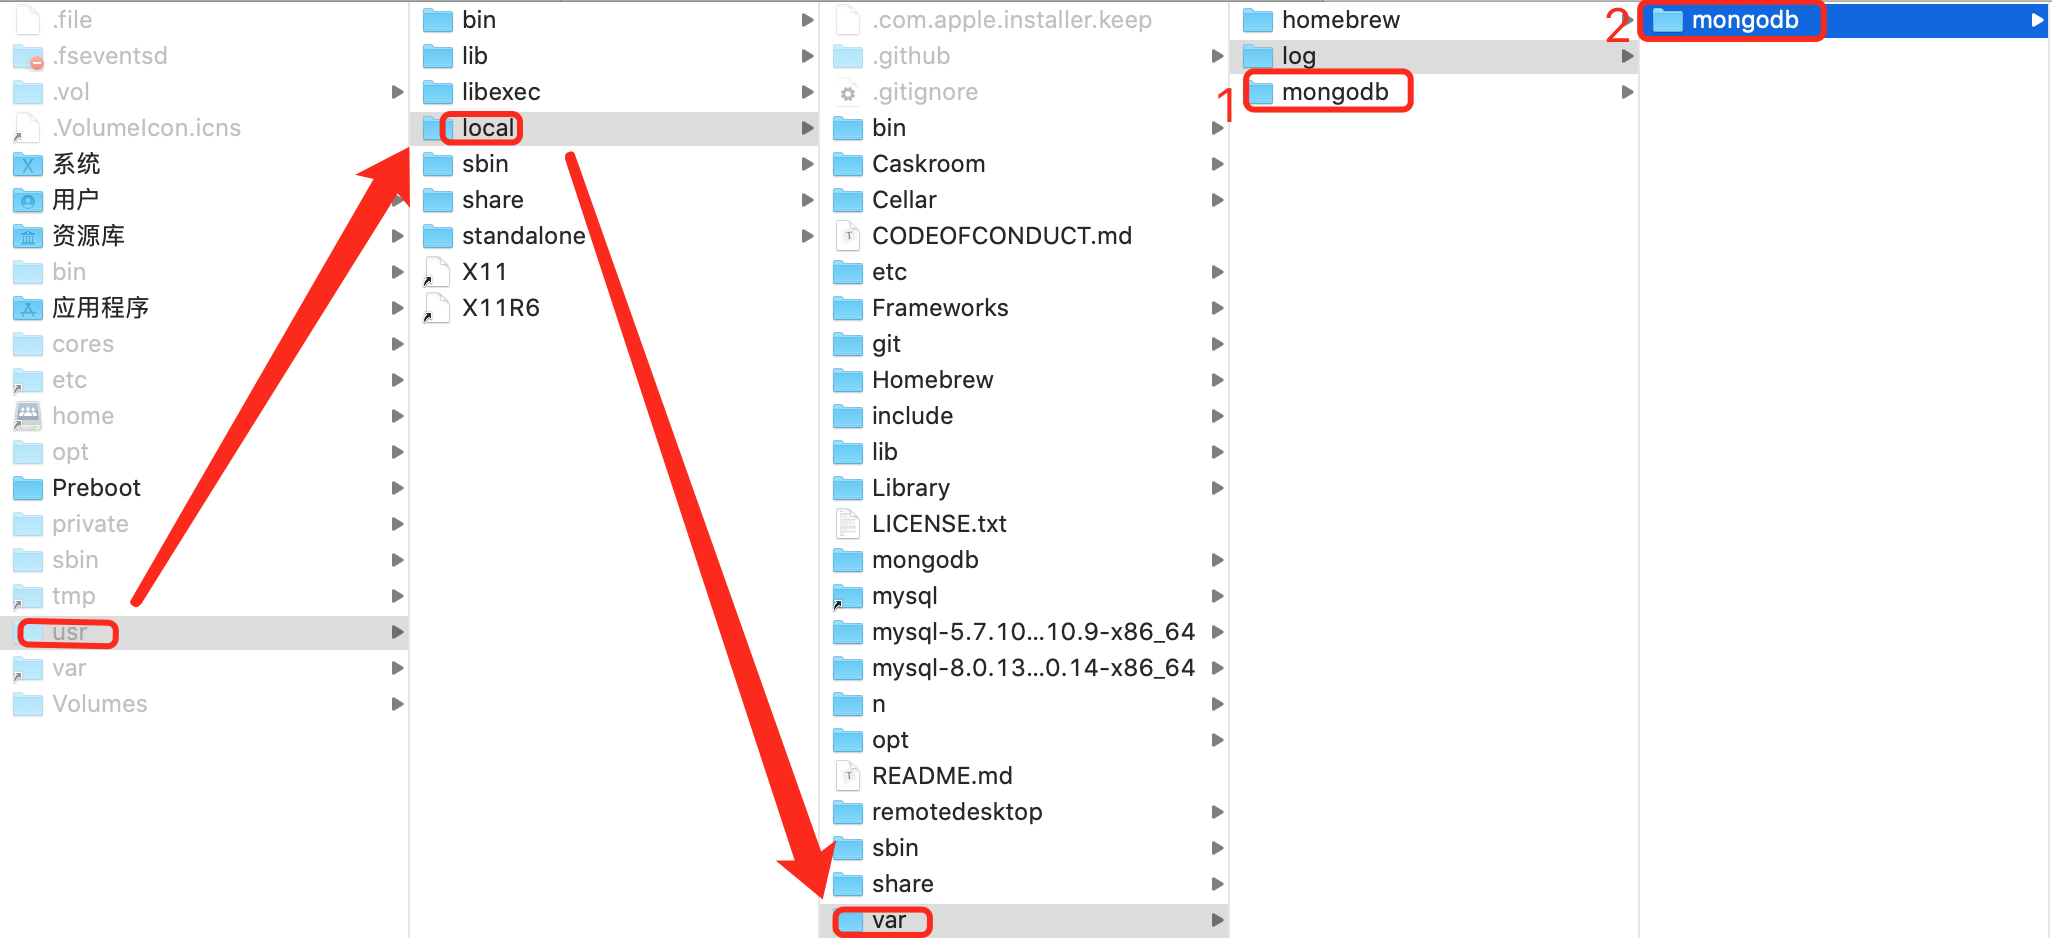 .file
.fseventsd
.vol
.VolumeIcon.icns
系统
用户
资源库
bin
应用程序
cores
etc
home
opt
Preboot
private
sbin
tmp
usr
var
Volumes
bin
lib
libexec
local
sbin
share
standalone
X11
X11R6
.com.apple.installer.keep
.github
.gitignore
bin
Caskroom
Cellar
CODEOFCONDUCT.md
etc
Frameworks
git
Homebrew
include
lib
Library
LICENSE.txt
mongodb
mysql
mysql-5.7.10...10.9-x86_64
mysql-8.0.13...0.14-x86_64
n
opt
README.md
remotedesktop
sbin
share
var
homebrew
log
1 mongodb
2 mongodb